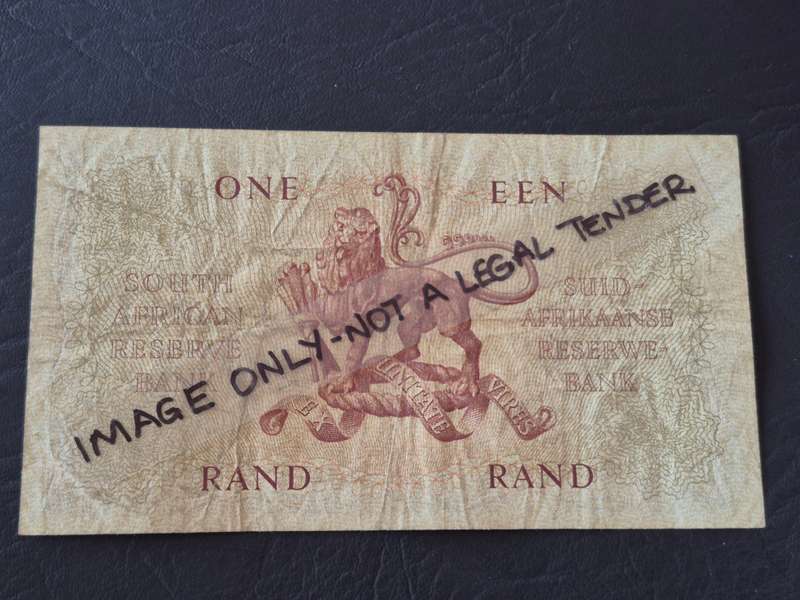 ONE EEN
SOUTH
AFRICAN
RESERVE
BANK
SUID-
AFRIKAANSE
RESERWE-
BANK
IMAGE ONLY-NOT A LEGAL TENDER
EX UNITATE VIRES
RAND RAND